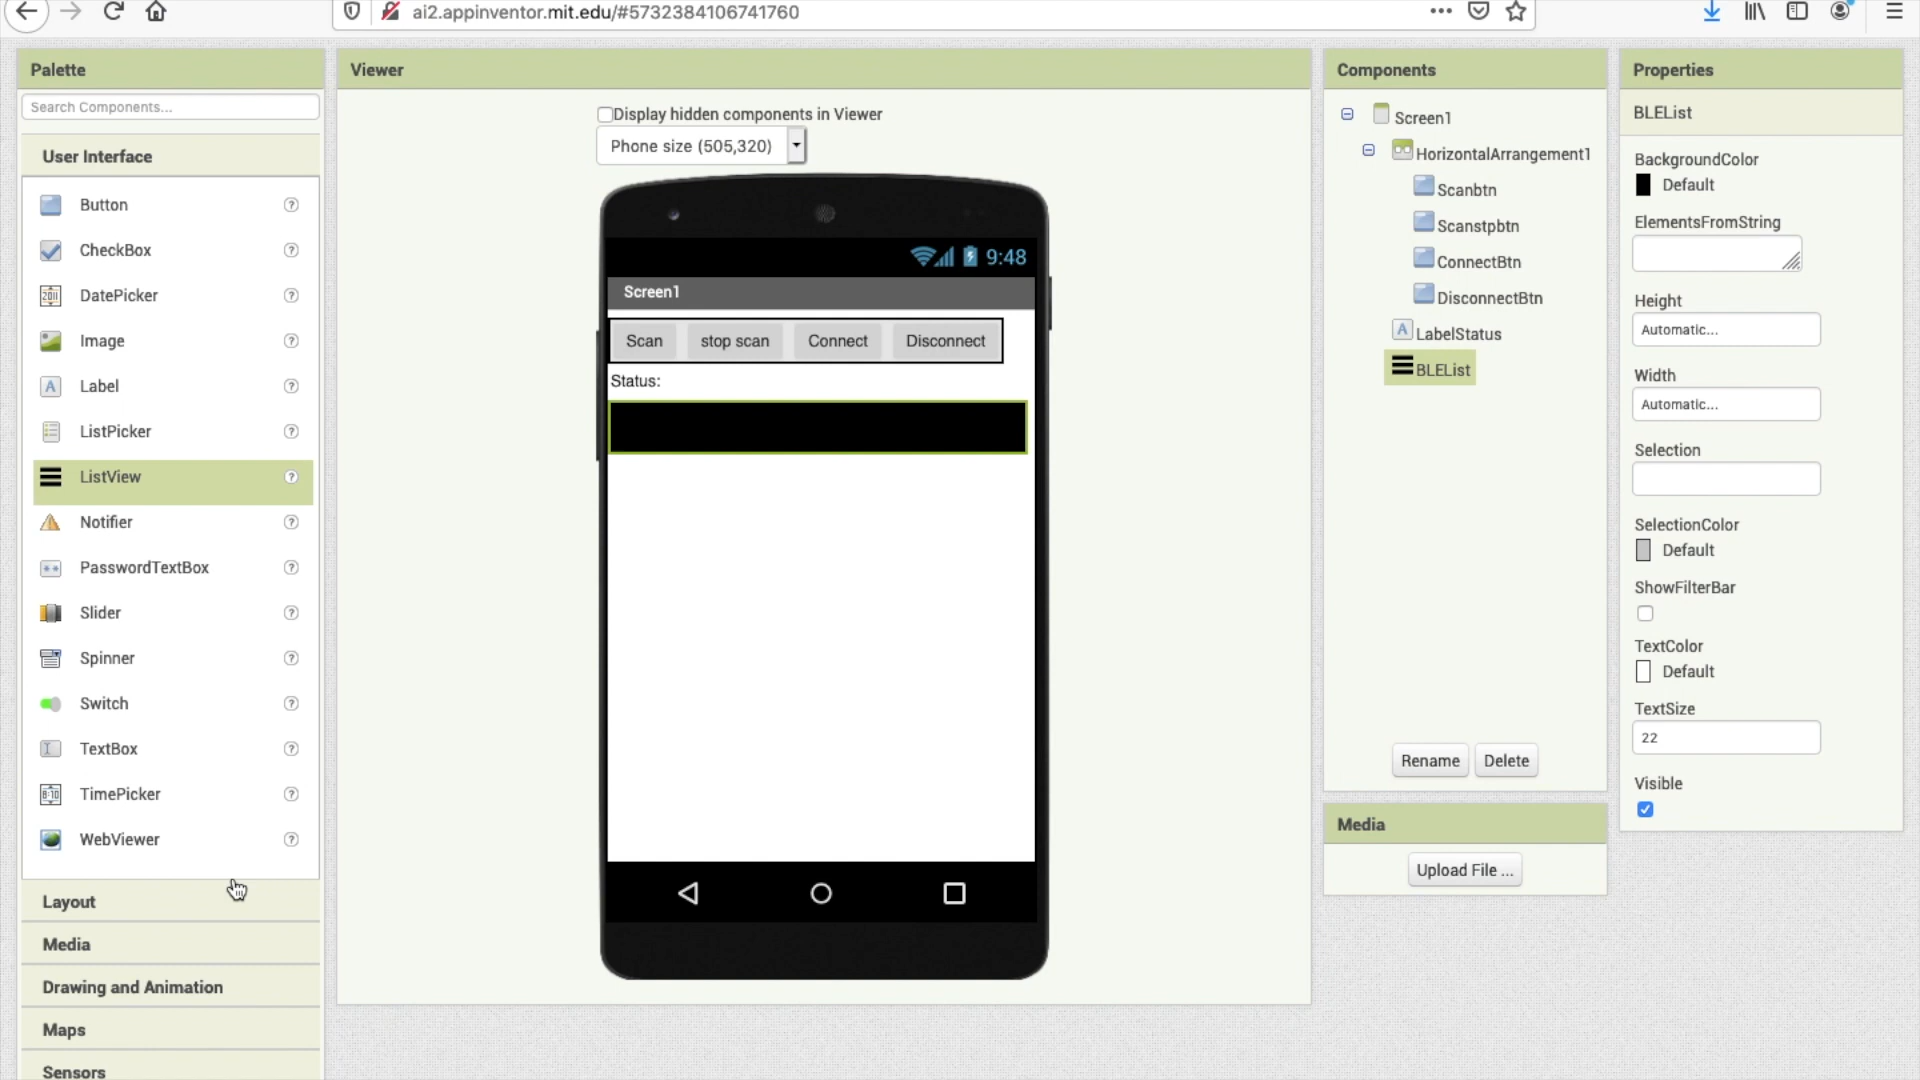 ai2.appinventor.mit.edu/#5732384106741760
Palette
Search Components...
User Interface
Button
CheckBox
DatePicker
Image
Label
ListPicker
ListView
Notifier
PasswordTextBox
Slider
Spinner
Switch
TextBox
TimePicker
WebViewer
Layout
Media
Drawing and Animation
Maps
Sensors
Viewer
Display hidden components in Viewer
Phone size (505,320)
9:48
Screen1
Scan stop scan Connect Disconnect
Status:
Components
Screen1
HorizontalArrangement1
Scanbtn
Scanstpbtn
ConnectBtn
DisconnectBtn
LabelStatus
BLEList
Rename Delete
Media
Upload File ...
Properties
BLEList
BackgroundColor
Default
ElementsFromString
Height
Automatic...
Width
Automatic...
Selection
SelectionColor
Default
ShowFilterBar
TextColor
Default
TextSize
22
Visible